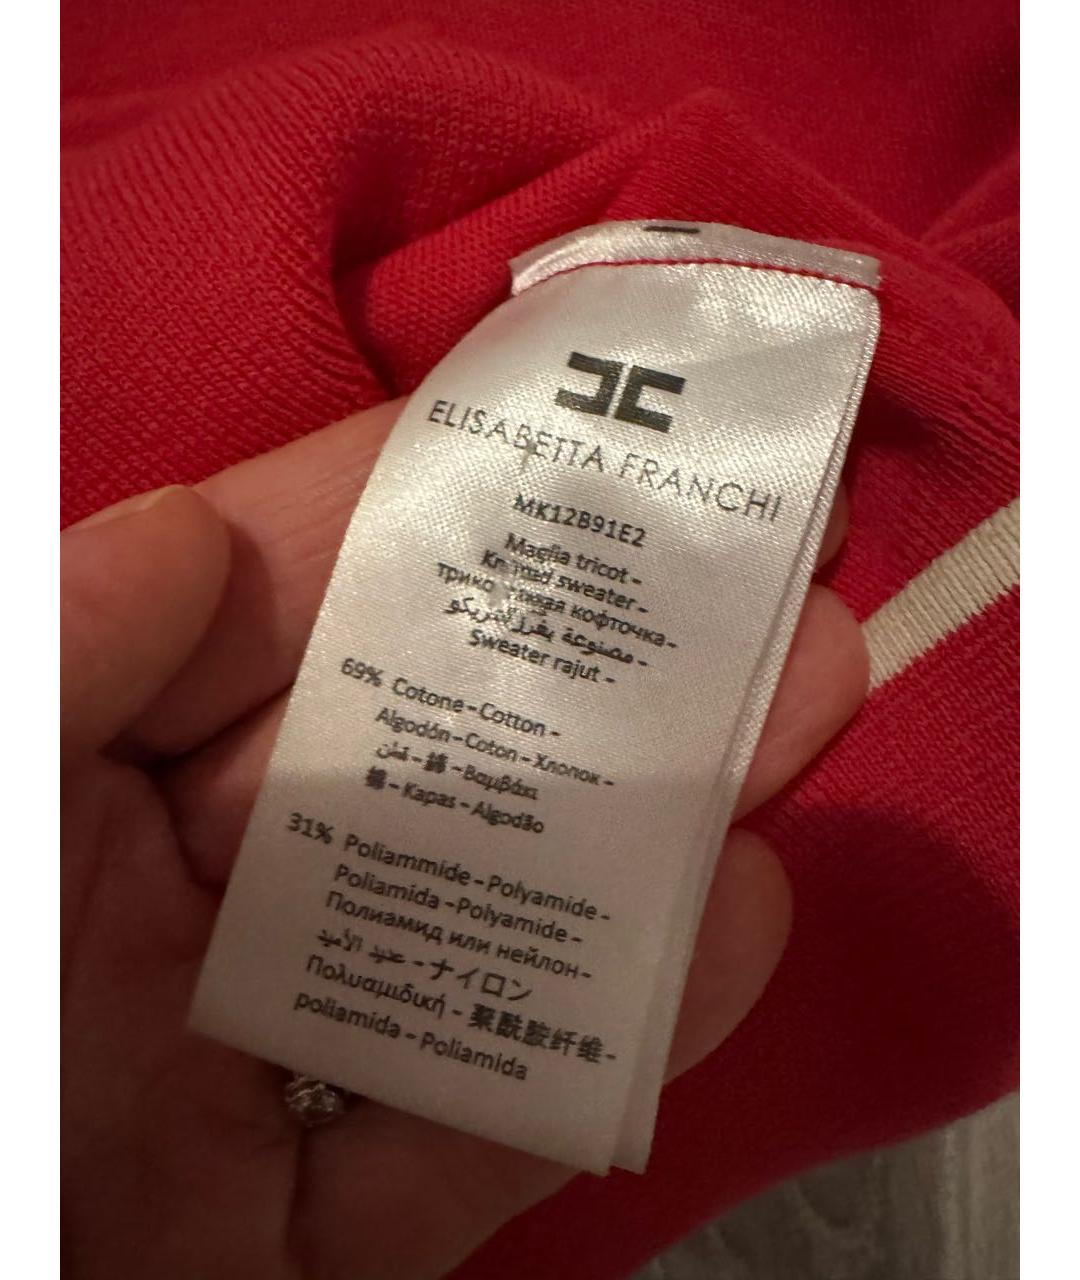 ELISABETTA FRANCHI
MK12B91E2
Maglia tricot -
Knitted sweater -
кофточка -
مصنوعة بغرز التريكو -
Sweater rajut -
69% Cotone - Cotton -
Algodón - Coton - Хлопок -
قطن - 綿 - Βαμβάκι
棉 - Kapas - Algodão
31% Poliammide - Polyamide -
Poliamida - Polyamide -
Полиамид или нейлон -
ナイロン
Πολυαμιδική - 聚酰胺纤维 -
poliamida - Poliamida